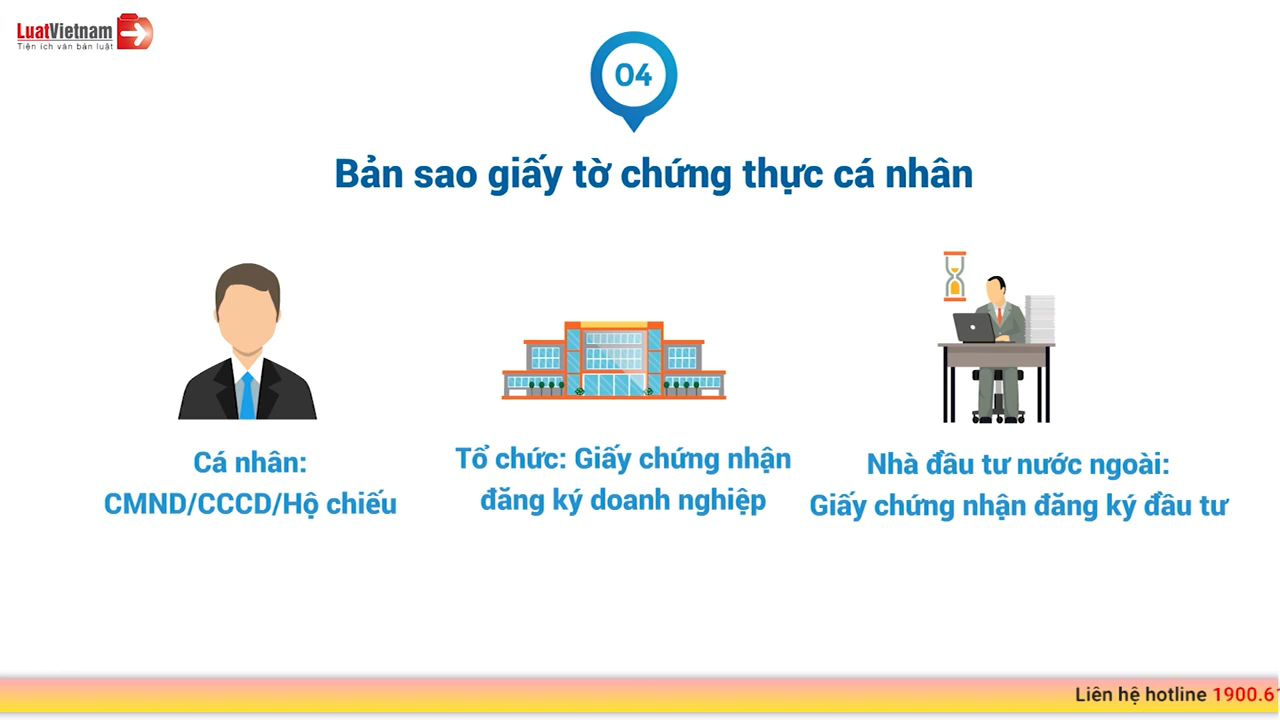 LuatVietnam
Tiện ích văn bản luật
04
Bản sao giấy tờ chứng thực cá nhân
Cá nhân:
CMND/CCCD/Hộ chiếu
Tổ chức: Giấy chứng nhận
đăng ký doanh nghiệp
Nhà đầu tư nước ngoài:
Giấy chứng nhận đăng ký đầu tư
Liên hệ hotline 1900.6